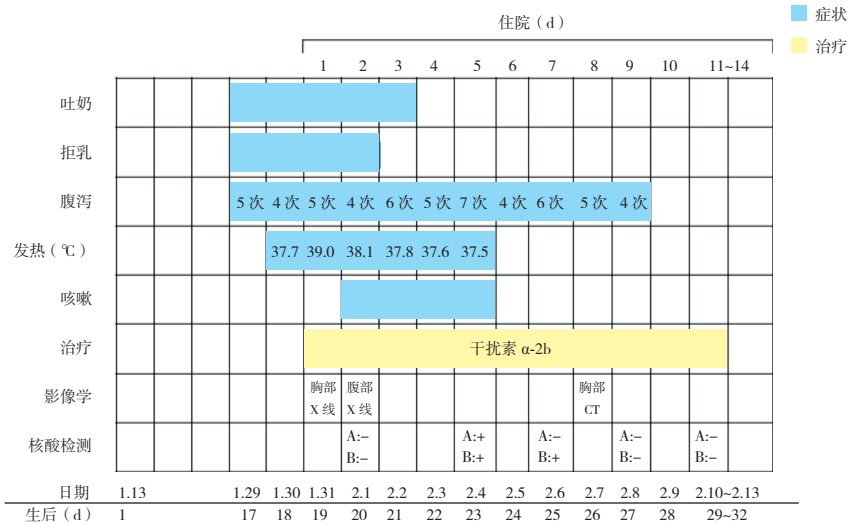 住院（d）
症状
治疗
1 2 3 4 5 6 7 8 9 10 11~14
吐奶
拒乳
腹泻 5 次 4 次 5 次 4 次 6 次 5 次 7 次 4 次 6 次 5 次 4 次
发热（℃） 37.7 39.0 38.1 37.8 37.6 37.5
咳嗽
治疗 干扰素 α-2b
影像学 胸部 腹部 胸部
X 线 X 线 CT
核酸检测 A:− A:+ A:− A:− A:−
B:− B:+ B:+ B:− B:−
日期 1.13 1.29 1.30 1.31 2.1 2.2 2.3 2.4 2.5 2.6 2.7 2.8 2.9 2.10~2.13
生后（d） 1 17 18 19 20 21 22 23 24 25 26 27 28 29~32